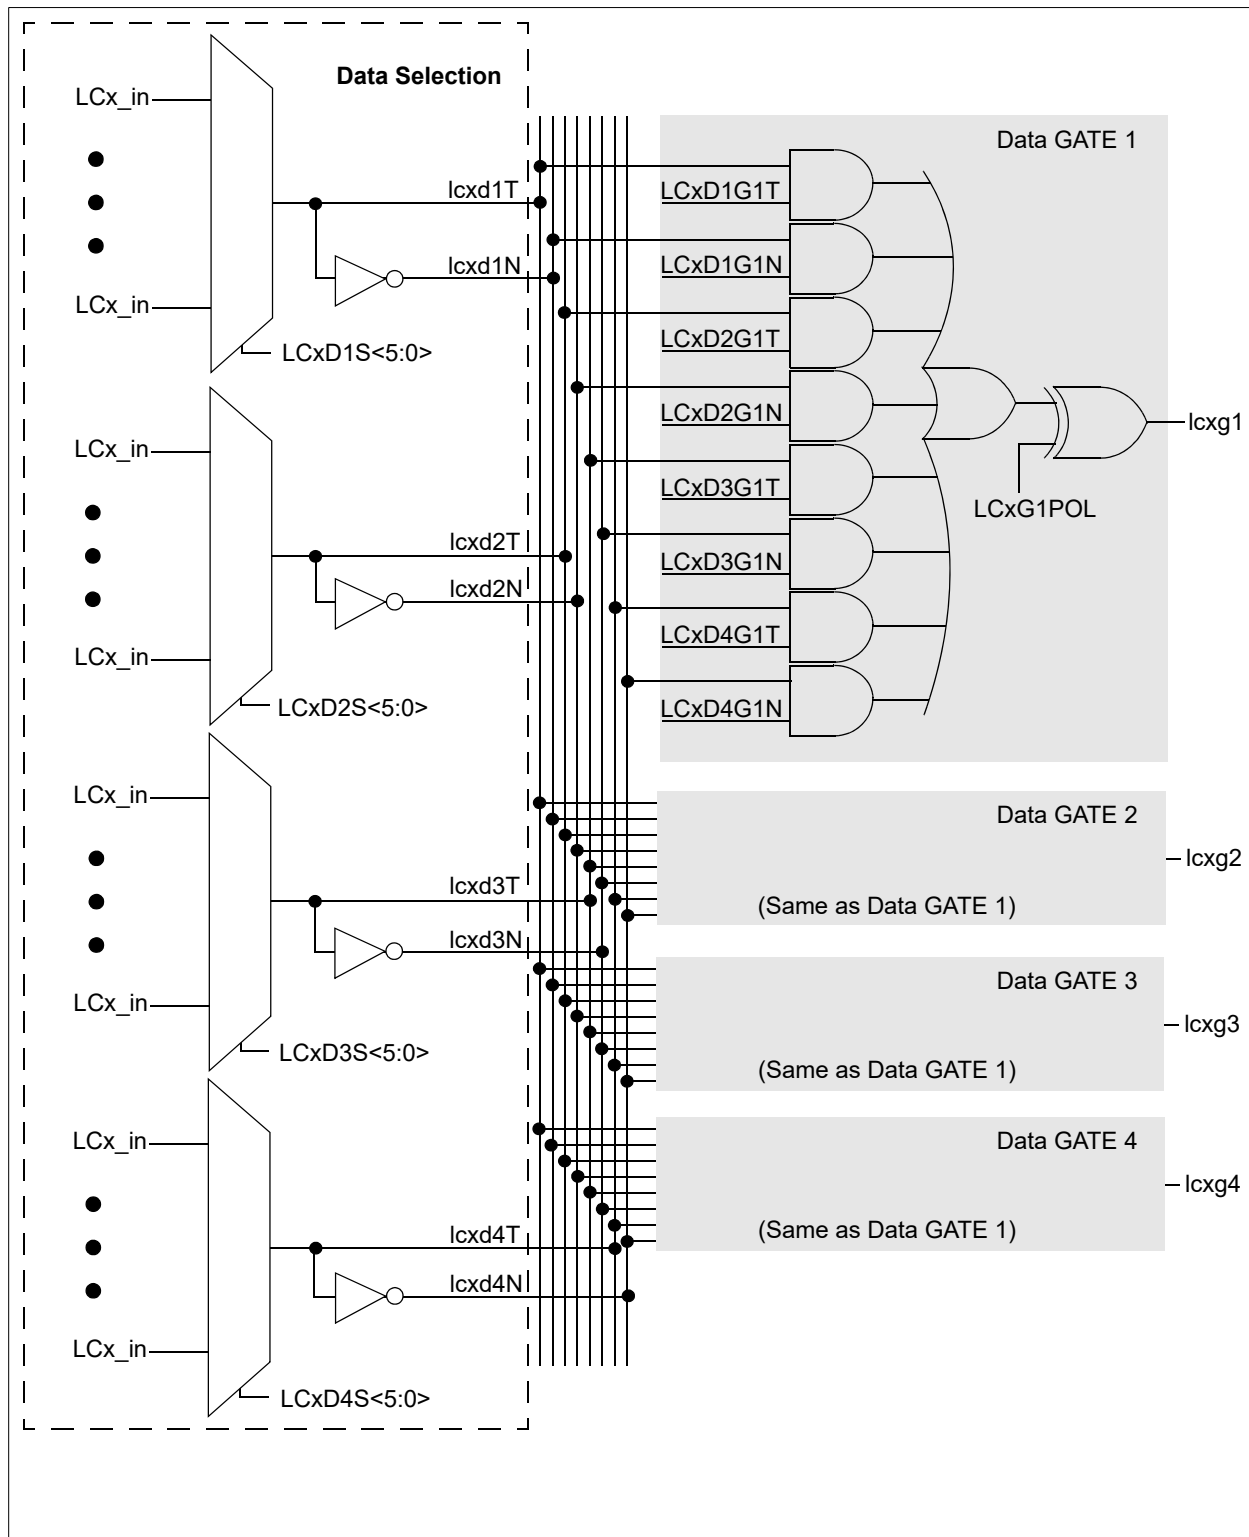 Data Selection
LCx_in
LCx_in
LCxD1S<5:0>
lcxd1T
lcxd1N
LCx_in
LCx_in
LCxD2S<5:0>
lcxd2T
lcxd2N
LCx_in
LCx_in
LCxD3S<5:0>
lcxd3T
lcxd3N
LCx_in
LCx_in
LCxD4S<5:0>
lcxd4T
lcxd4N
Data GATE 1
LCxD1G1T
LCxD1G1N
LCxD2G1T
LCxD2G1N
LCxD3G1T
LCxD3G1N
LCxD4G1T
LCxD4G1N
LCxG1POL
lcxg1
Data GATE 2
(Same as Data GATE 1)
lcxg2
Data GATE 3
(Same as Data GATE 1)
lcxg3
Data GATE 4
(Same as Data GATE 1)
lcxg4